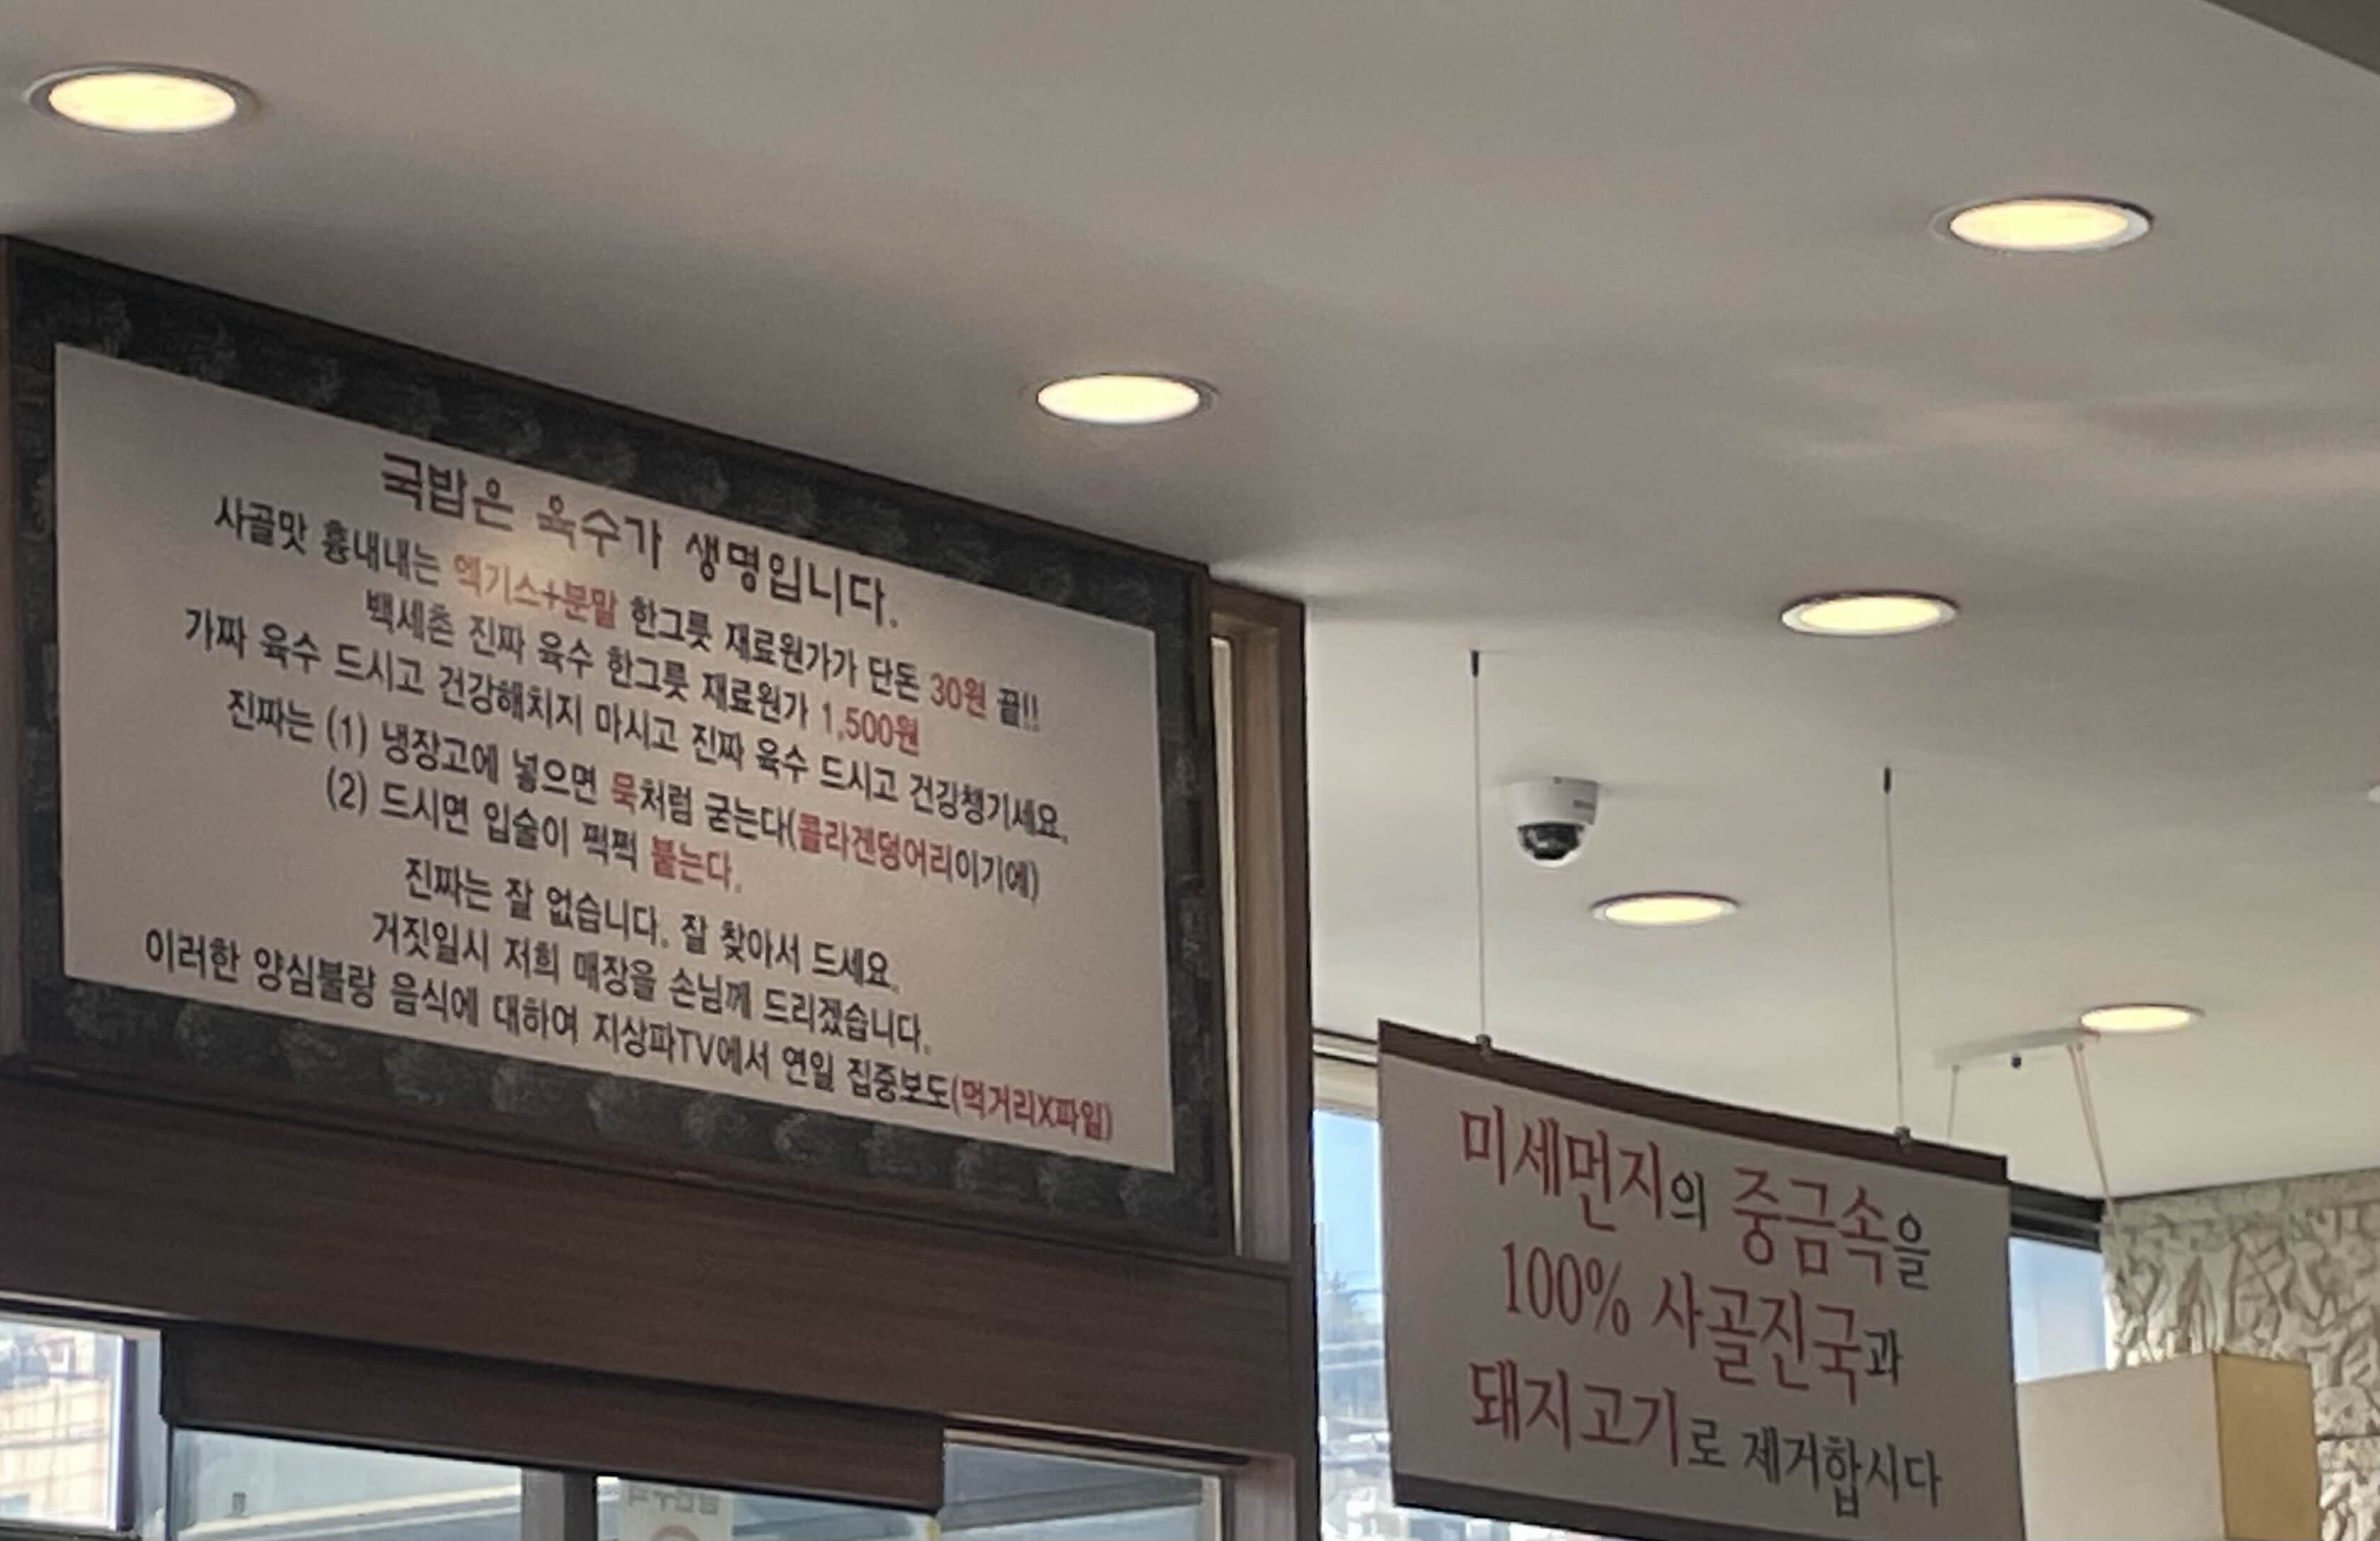 국밥은 육수가 생명입니다.
사골맛 흉내내는 엑기스+분말 한그릇 재료원가가 단돈 30원 끝!!
백세촌 진짜 육수 한그릇 재료원가 1,500원
가짜 육수 드시고 건강해치지 마시고 진짜 육수 드시고 건강챙기세요.
진짜는 (1) 냉장고에 넣으면 묵처럼 굳는다(콜라겐덩어리이기에)
(2) 드시면 입술이 쩍쩍 붙는다.
진짜는 잘 없습니다. 잘 찾아서 드세요.
거짓일시 저희 매장을 손님께 드리겠습니다.
이러한 양심불량 음식에 대하여 지상파TV에서 연일 집중보도(먹거리X파일)
미세먼지의 중금속을
100% 사골진국과
돼지고기로 제거합시다